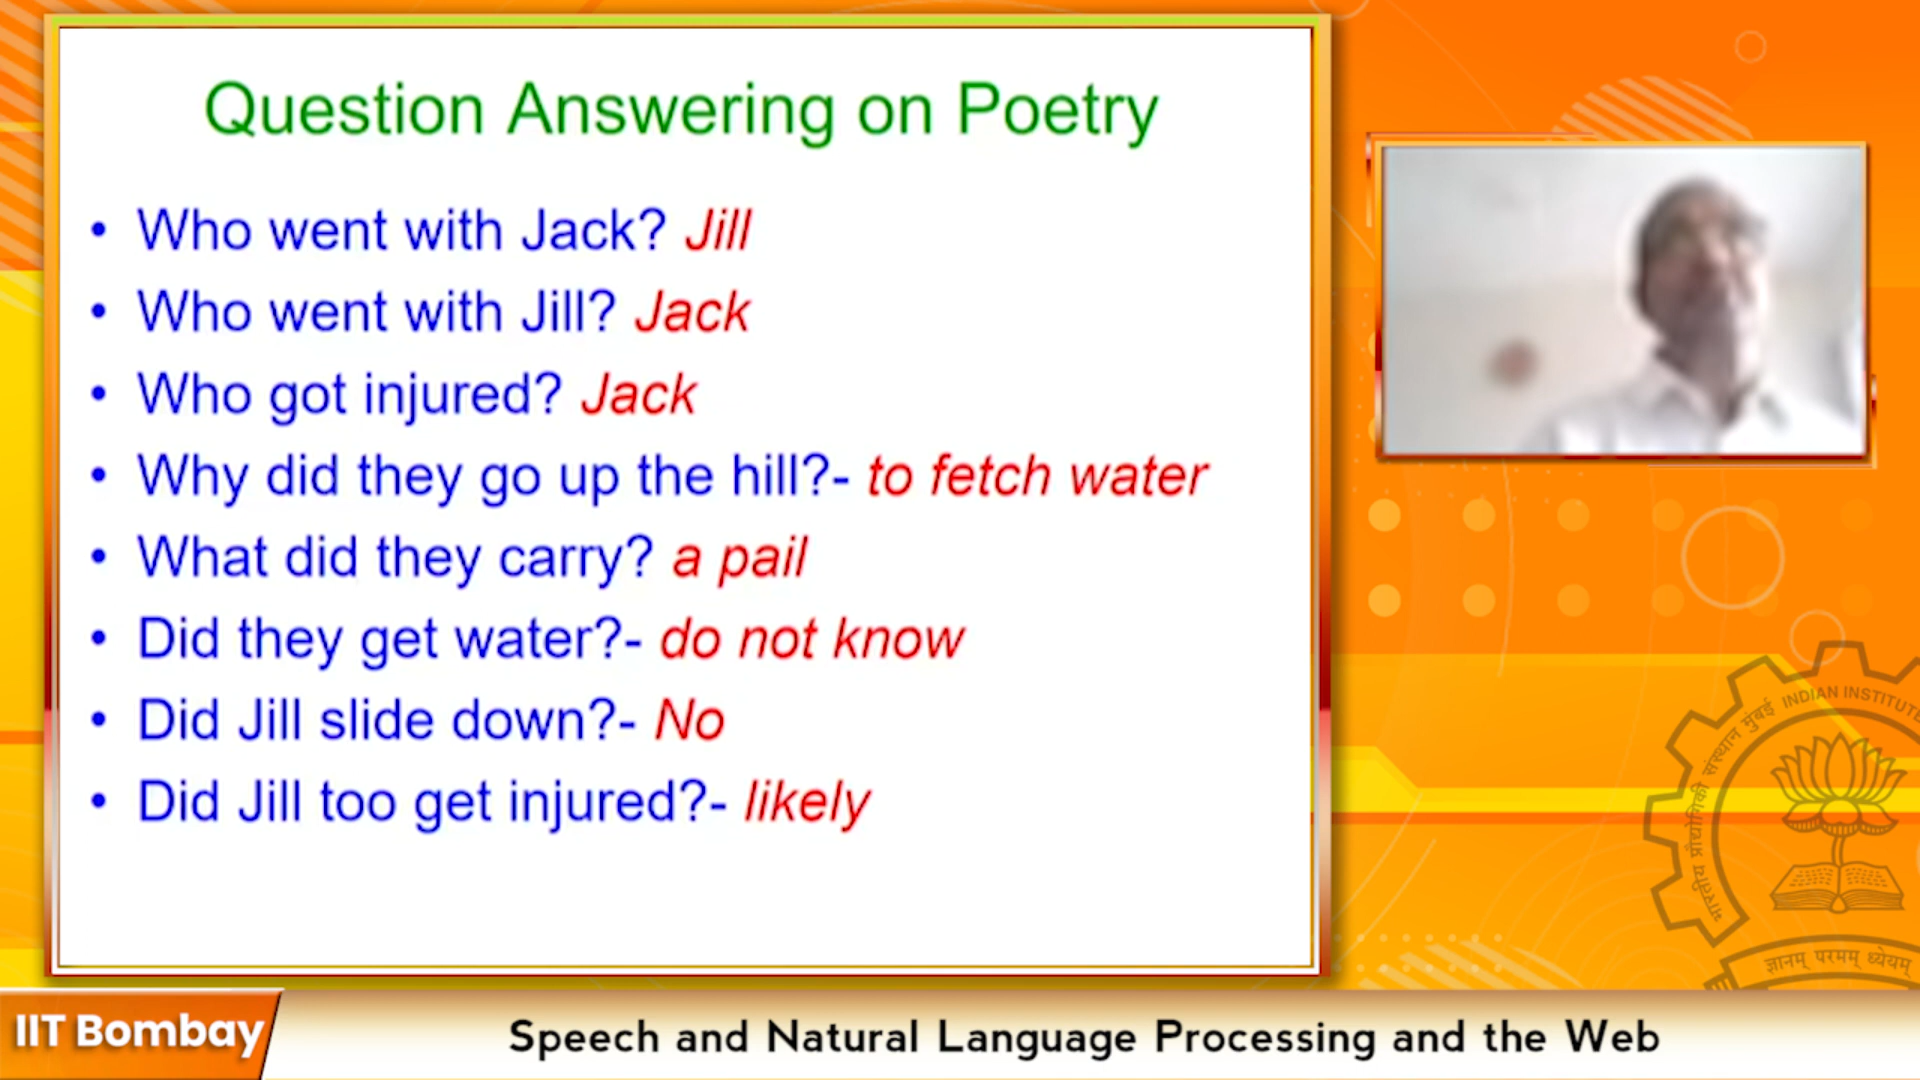 Question Answering on Poetry
• Who went with Jack? Jill
• Who went with Jill? Jack
• Who got injured? Jack
• Why did they go up the hill?- to fetch water
• What did they carry? a pail
• Did they get water?- do not know
• Did Jill slide down?- No
• Did Jill too get injured?- likely
भारतीय प्रौद्योगिकी संस्थान मुंबई INDIAN INSTITUTE
ज्ञानम् परमम् ध्येयम्
IIT Bombay
Speech and Natural Language Processing and the Web